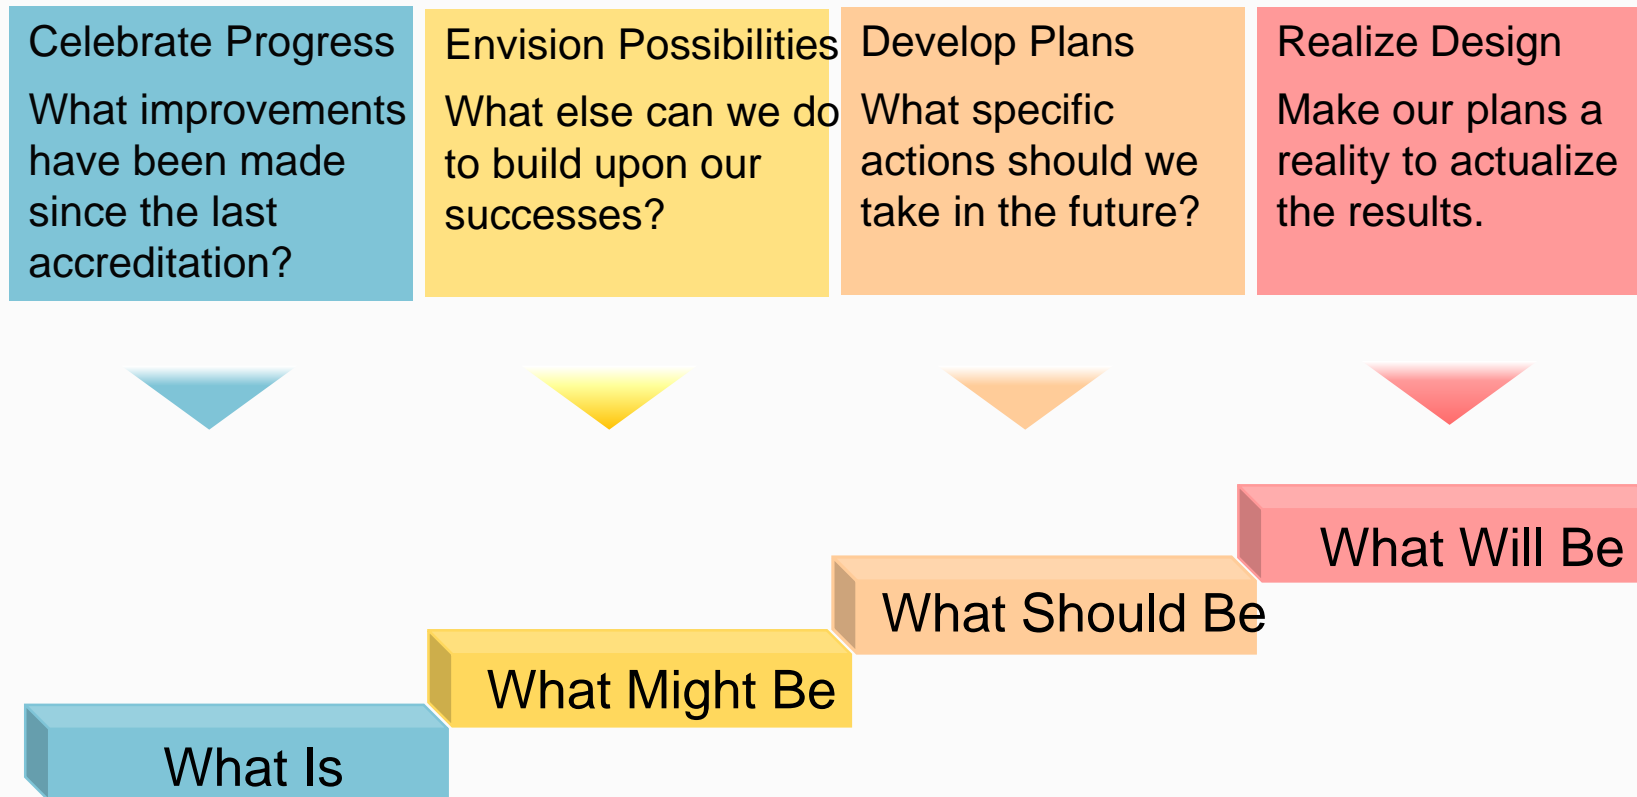 Celebrate Progress
What improvements
have been made
since the last
accreditation?
Envision Possibilities
What else can we do
to build upon our
successes?
Develop Plans
What specific
actions should we
take in the future?
Realize Design
Make our plans a
reality to actualize
the results.
What Will Be
What Should Be
What Might Be
What Is